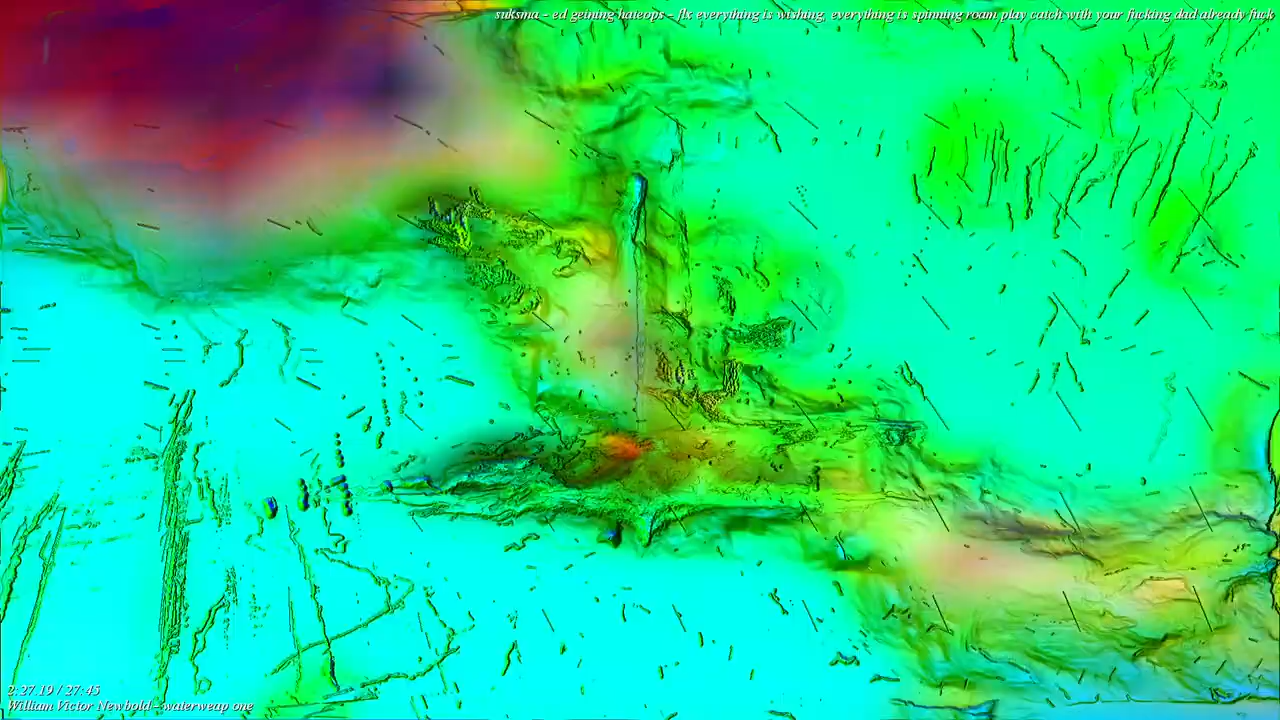 suksma - ed geining hateops - flk everything is wishing, everything is spinning roam play catch with your fucking dad already fuck
2:27.19 / 27:45
William Victor Newbold - waterweap one